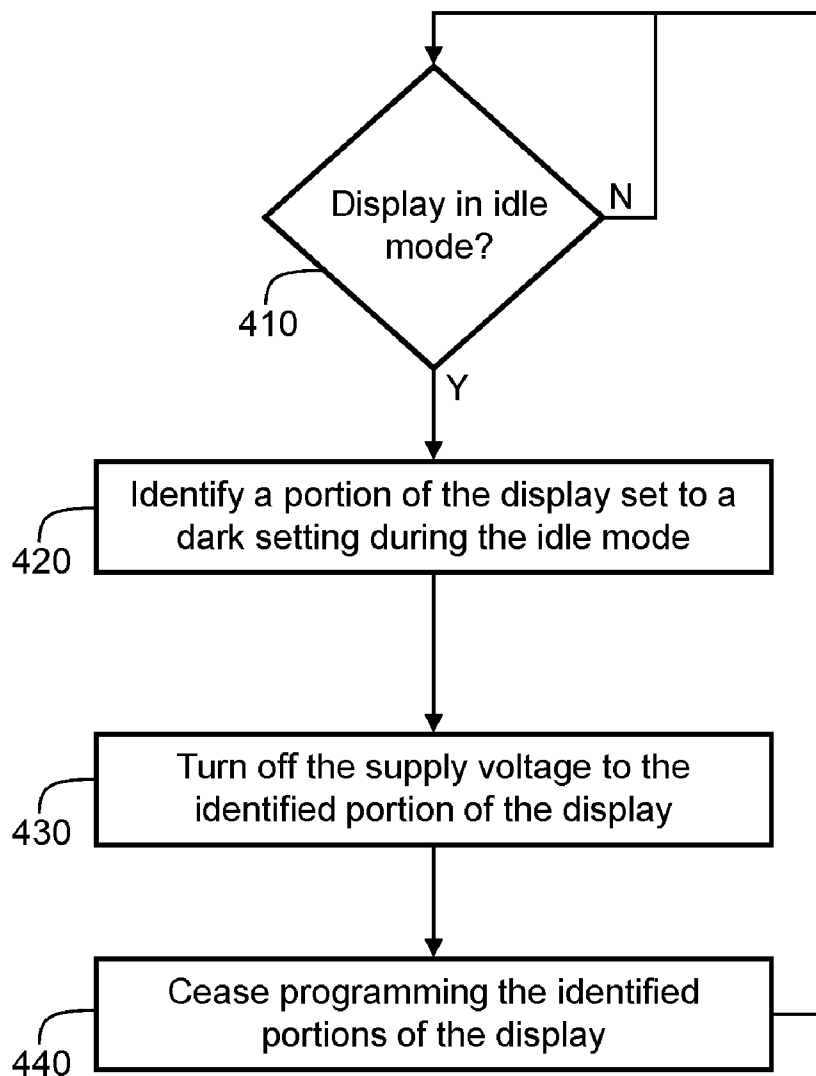 Display in idle
mode?
N
410
Y
Identify a portion of the display set to a
dark setting during the idle mode
420
Turn off the supply voltage to the
identified portion of the display
430
Cease programming the identified
portions of the display
440